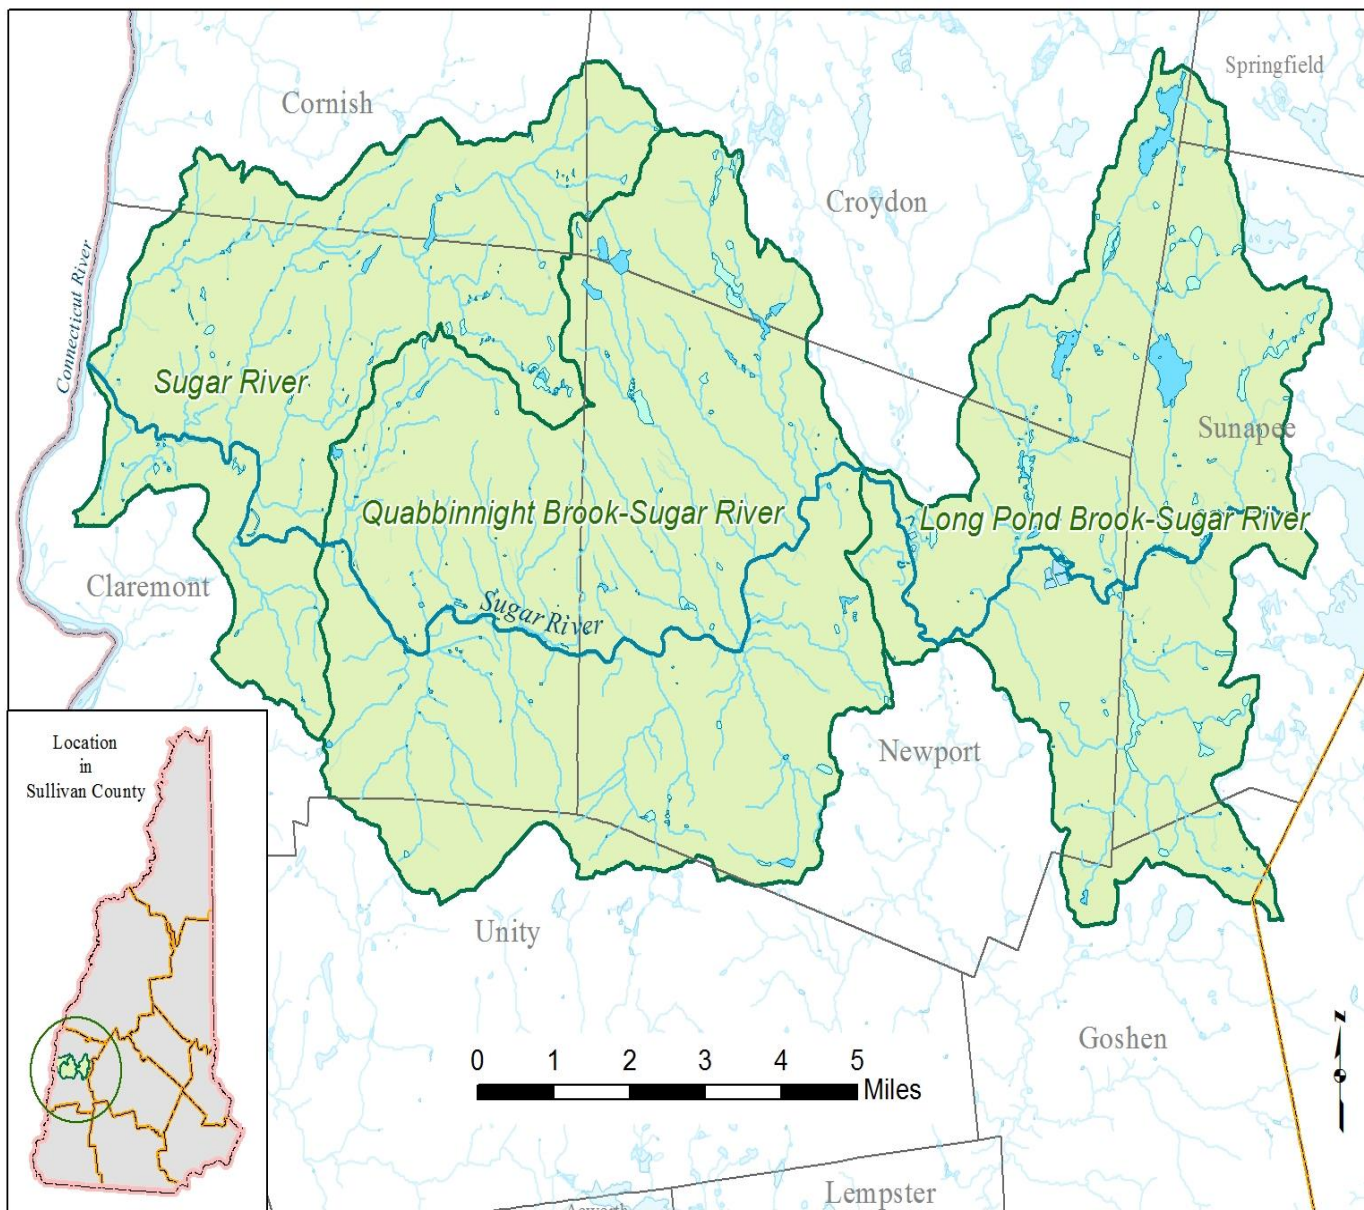 Springfield
Cornish
Croydon
Connecticut River
Sugar River
Sunapee
Quabbinnight Brook-Sugar River
Long Pond Brook-Sugar River
Claremont
Sugar River
Newport
Location
in
Sullivan County
Unity
Goshen
0 1 2 3 4 5
Miles
N
Lempster
Acworth